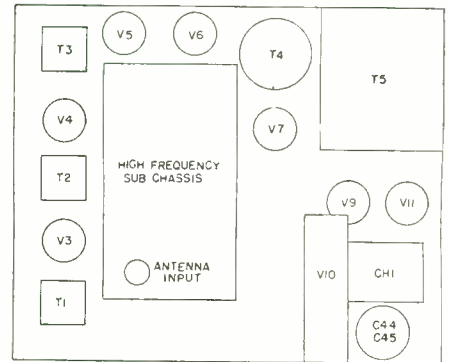 V5
V6
T3
T4
T5
V4
V7
HIGH FREQUENCY
SUB CHASSIS
T2
V9
V11
V3
ANTENNA
INPUT
V10
CH1
T1
C44
C45